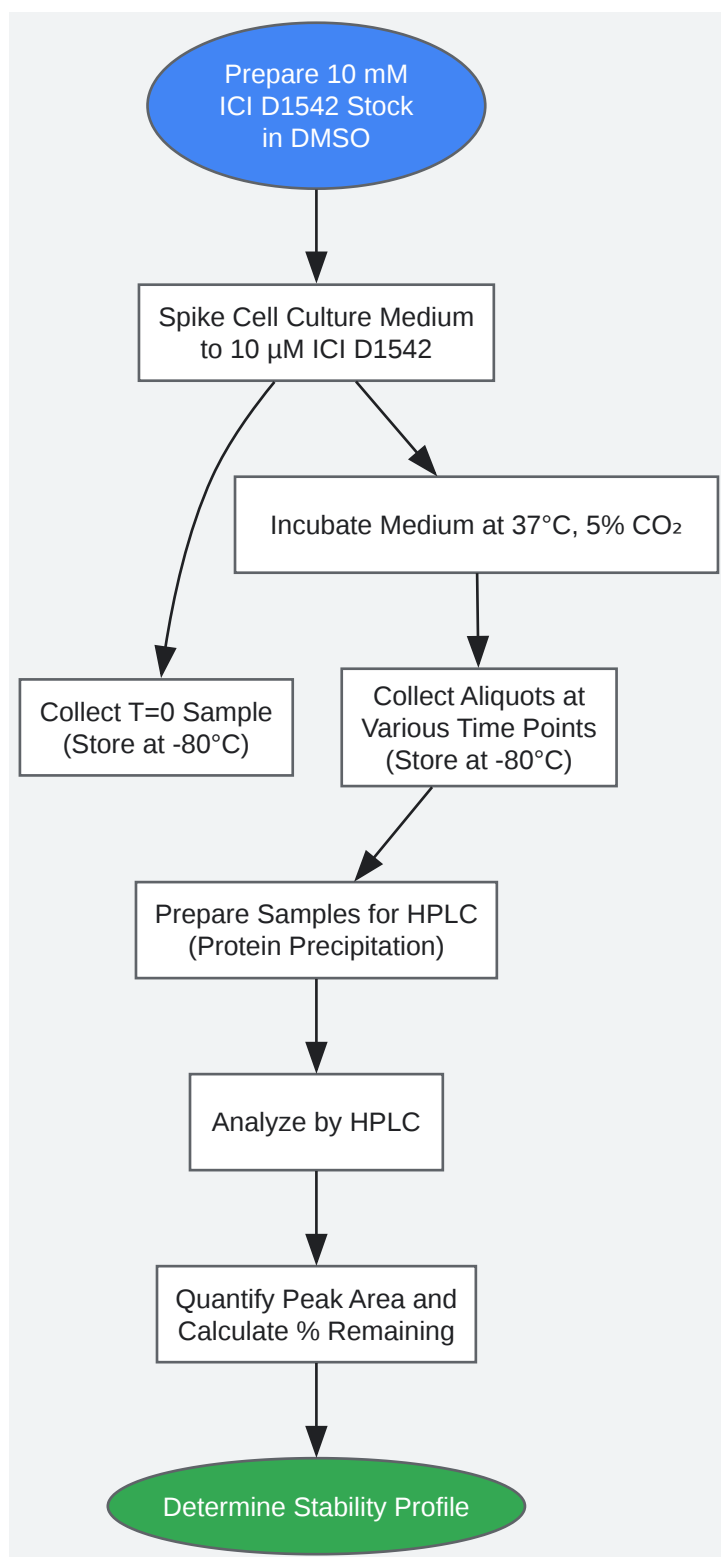 Prepare 10 mM
ICI D1542 Stock
in DMSO
Spike Cell Culture Medium
to 10 µM ICI D1542
Incubate Medium at 37°C, 5% CO₂
Collect T=0 Sample
(Store at -80°C)
Collect Aliquots at
Various Time Points
(Store at -80°C)
Prepare Samples for HPLC
(Protein Precipitation)
Analyze by HPLC
Quantify Peak Area and
Calculate % Remaining
Determine Stability Profile